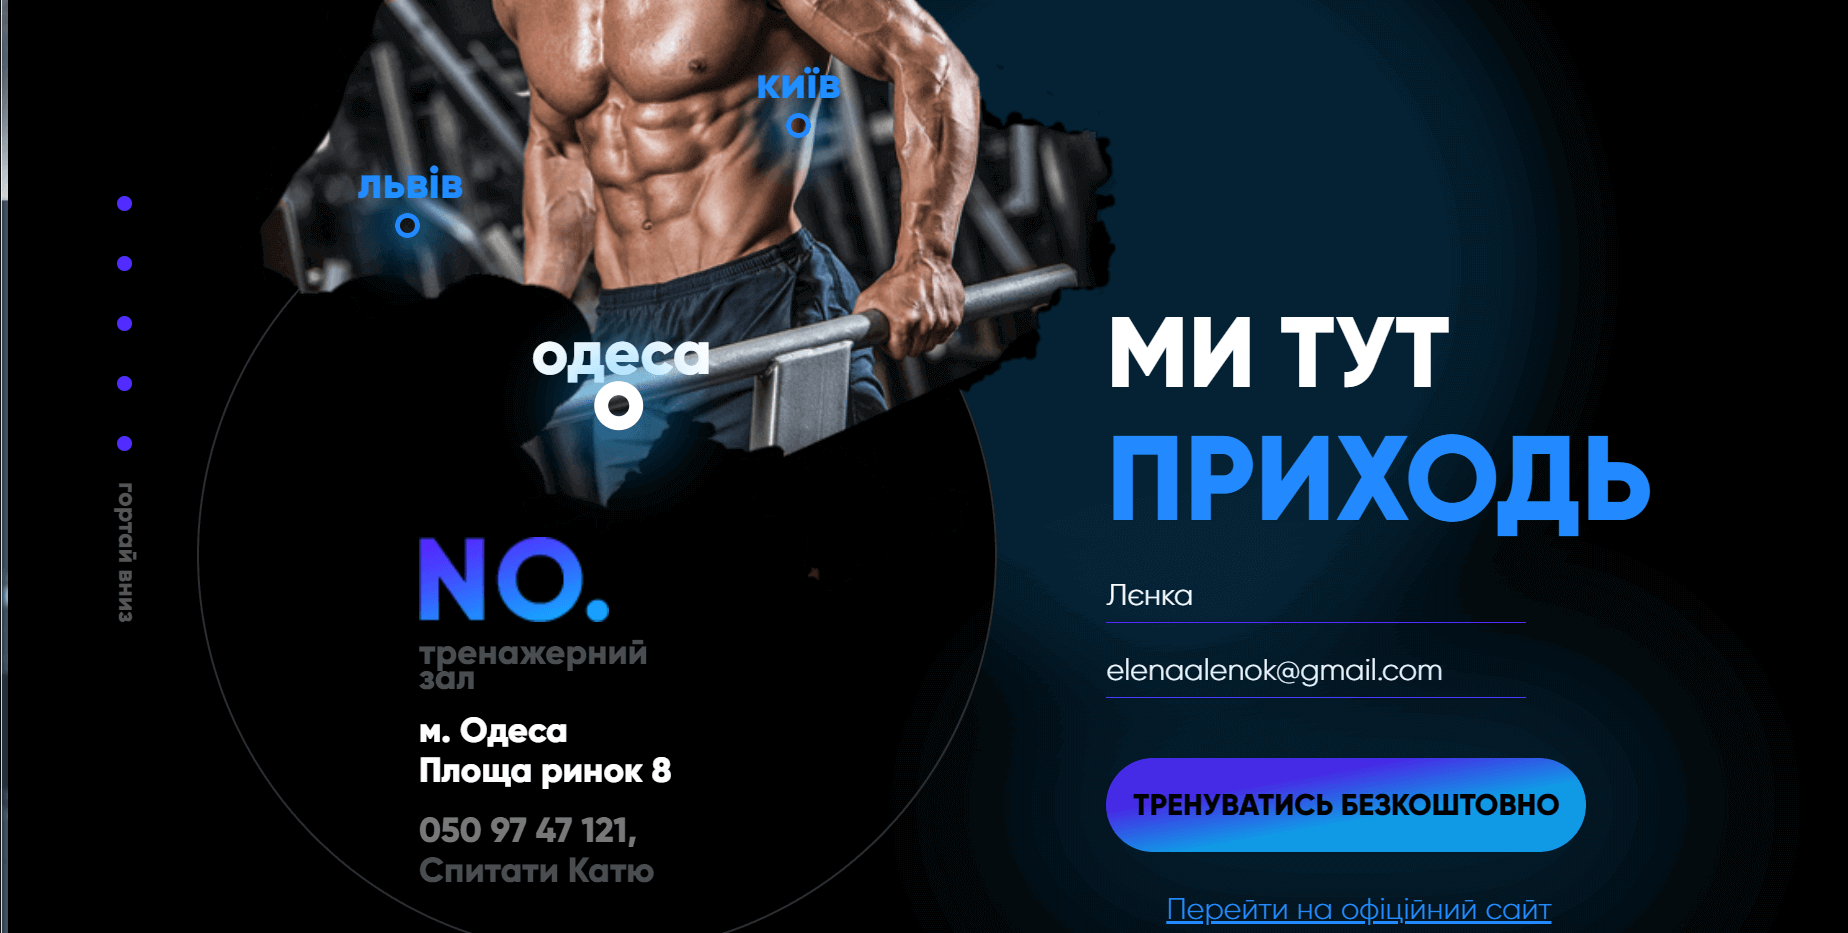 київ
львів
одеса
гортай вниз
NO.
тренажерний
зал
м. Одеса
Площа ринок 8
050 97 47 121,
Спитати Катю
МИ ТУТ
ПРИХОДЬ
Лєнка
elenaalenok@gmail.com
ТРЕНУВАТИСЬ БЕЗКОШТОВНО
Перейти на офіційний сайт